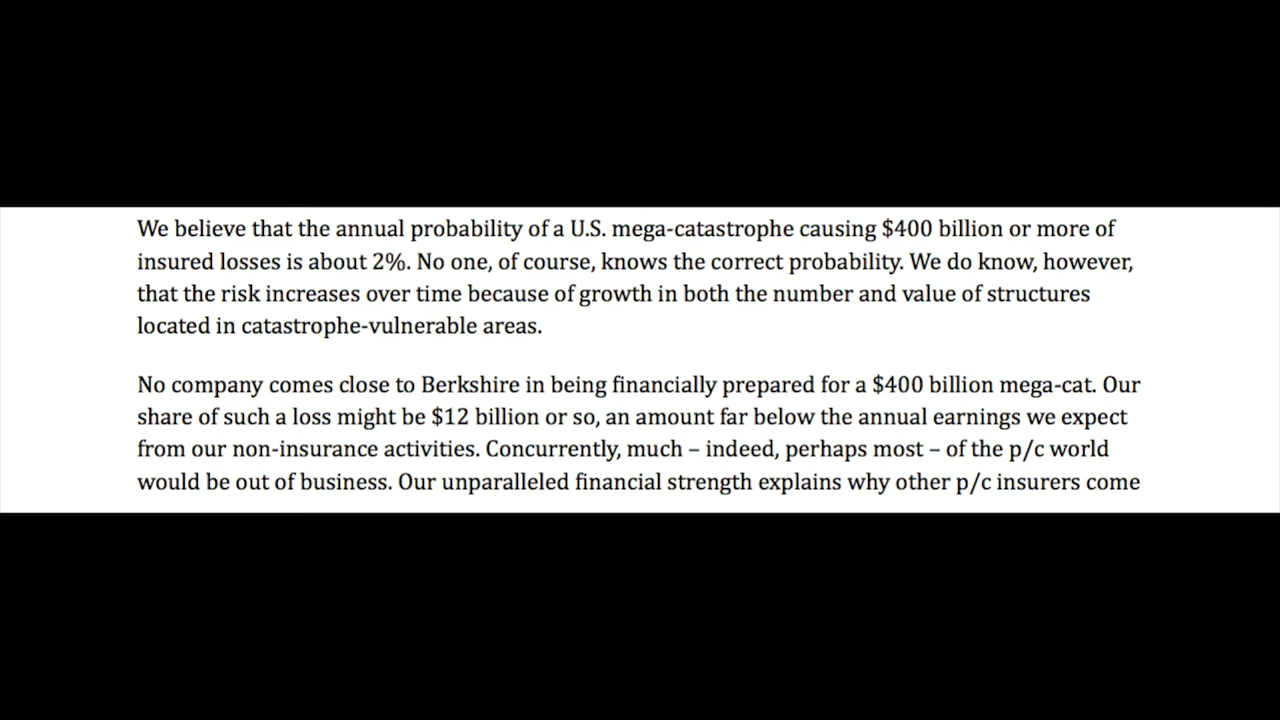 We believe that the annual probability of a U.S. mega-catastrophe causing $400 billion or more of
insured losses is about 2%. No one, of course, knows the correct probability. We do know, however,
that the risk increases over time because of growth in both the number and value of structures
located in catastrophe-vulnerable areas.
No company comes close to Berkshire in being financially prepared for a $400 billion mega-cat. Our
share of such a loss might be $12 billion or so, an amount far below the annual earnings we expect
from our non-insurance activities. Concurrently, much – indeed, perhaps most – of the p/c world
would be out of business. Our unparalleled financial strength explains why other p/c insurers come